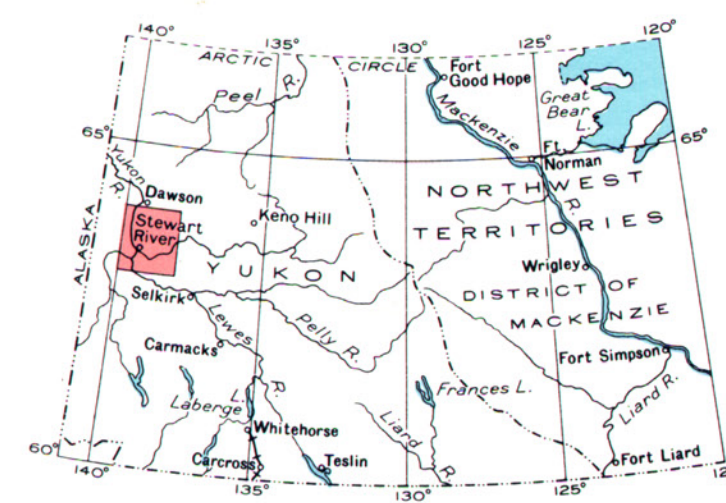 140°
135°
130°
125°
120°
ARCTIC
CIRCLE
Fort
Good Hope
Peel
R.
Mackenzie
Great
Bear
L.
65°
65°
Ft.
Norman
Yukon
R.
Dawson
NORTHWEST
Stewart
River
Keno Hill
R.
TERRITORIES
ALASKA
YUKON
Wrigley
DISTRICT OF
MACKENZIE
Selkirk
Lewes
Pelly R.
Carmacks
Fort Simpson
R.
L.
Laberge
Frances L.
Liard R.
Whitehorse
Liard
R.
60°
Carcross
Teslin
Fort Liard
140°
135°
130°
125°